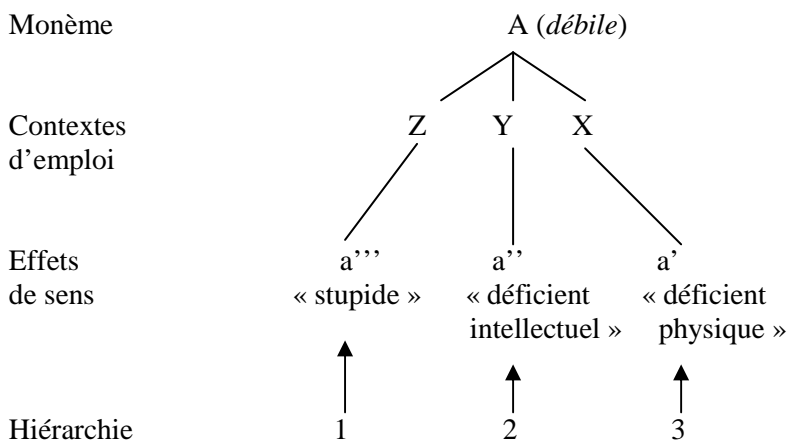 Monème A (débile)
Contextes Z Y X
d’emploi
Effets a’’’ a’’ a’
de sens « stupide » « déficient « déficient
intellectuel » physique »
Hiérarchie 1 2 3